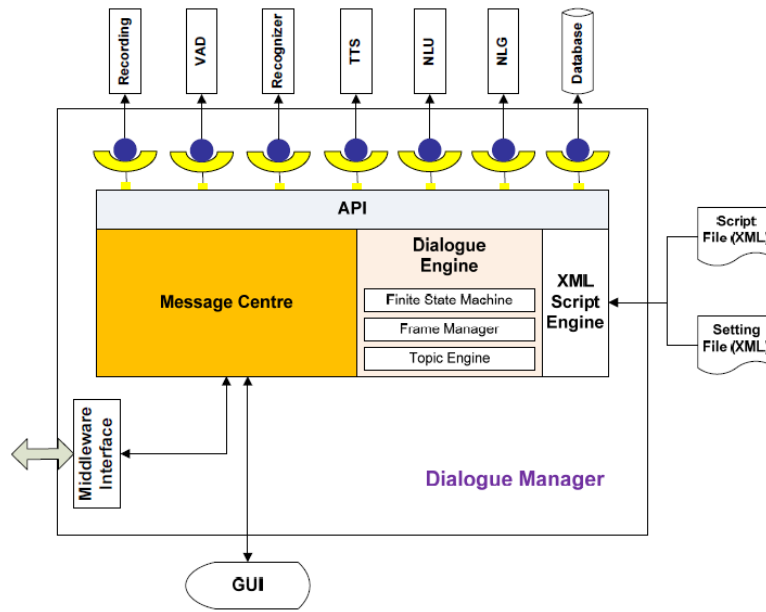 Recording
VAD
Recognizer
TTS
NLU
NLG
Database
API
Message Centre
Dialogue
Engine
Finite State Machine
Frame Manager
Topic Engine
XML
Script
Engine
Script
File (XML)
Setting
File (XML)
Middleware
Interface
Dialogue Manager
GUI